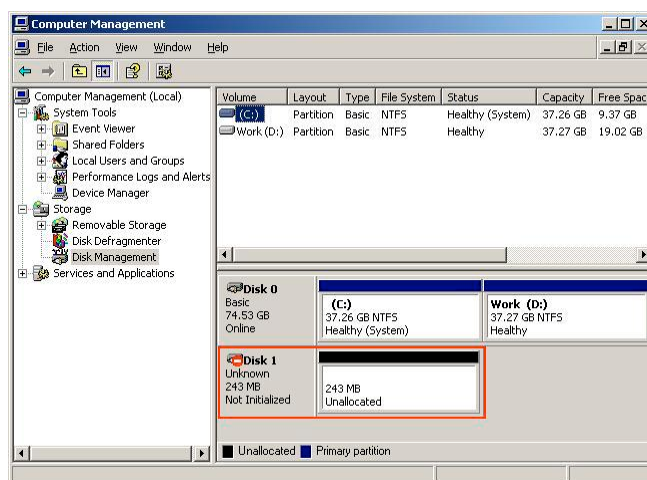 Computer Management
File Action View Window Help
Computer Management (Local)
System Tools
Event Viewer
Shared Folders
Local Users and Groups
Performance Logs and Alerts
Device Manager
Storage
Removable Storage
Disk Defragmenter
Disk Management
Services and Applications
Volume Layout Type File System Status Capacity Free Spac
(C:) Partition Basic NTFS Healthy (System) 37.26 GB 9.37 GB
Work (D:) Partition Basic NTFS Healthy 37.27 GB 19.02 GB
Disk 0
Basic
74.53 GB
Online
(C:)
37.26 GB NTFS
Healthy (System)
Work (D:)
37.27 GB NTFS
Healthy
Disk 1
Unknown
243 MB
Not Initialized
243 MB
Unallocated
Unallocated Primary partition